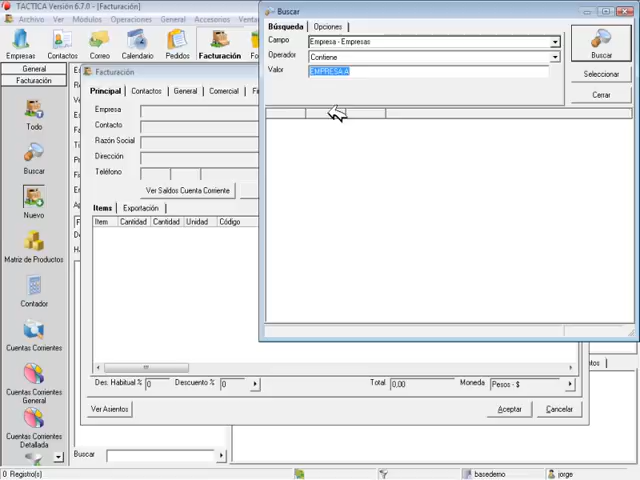 TACTICA Versión 6.7.0 - [Facturación]
Archivo Ver Módulos Operaciones General Accesorios Ventana
Empresas Contactene Correo Calendario Pedidos Facturación
General
Facturación
Todo
Buscar
Nuevo
Matriz de Productos
Contador
Cuentas Corrientes
Cuentas Corrientes General
Cuentas Corrientes Detallada
Facturación
Principal Contactos General Comercial
Empresa
Contacto
Razón Social
Dirección
Teléfono
Ver Saldos Cuenta Corriente
Items Exportación
Item Cantidad Cantidad Unidad Código
Des. Habitual % 0 Descuento % 0 Total 0,00 Moneda Pesos - $
Ver Asientos Aceptar Cancelar
Buscar
Búsqueda Opciones
Campo Empresa - Empresas
Operador Contiene
Valor EMPRESA A
Buscar
Seleccionar
Cerrar
Buscar
0 Registro(s) basedemo jorge